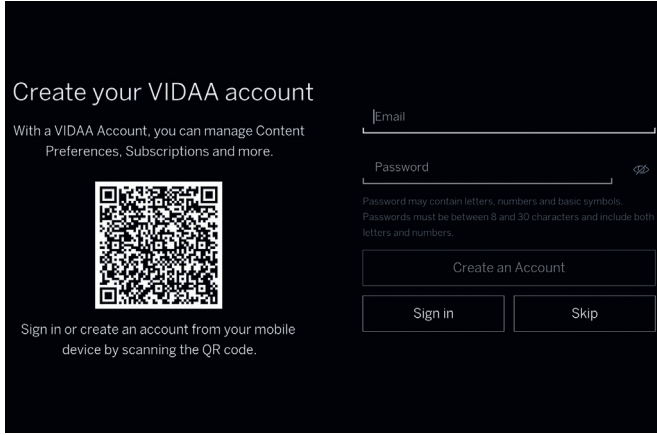 Create your VIDAA account
With a VIDAA Account, you can manage Content
Preferences, Subscriptions and more.
Sign in or create an account from your mobile
device by scanning the QR code.
Email
Password
Password may contain letters, numbers and basic symbols.
Passwords must be between 8 and 30 characters and include both
letters and numbers.
Create an Account
Sign in
Skip